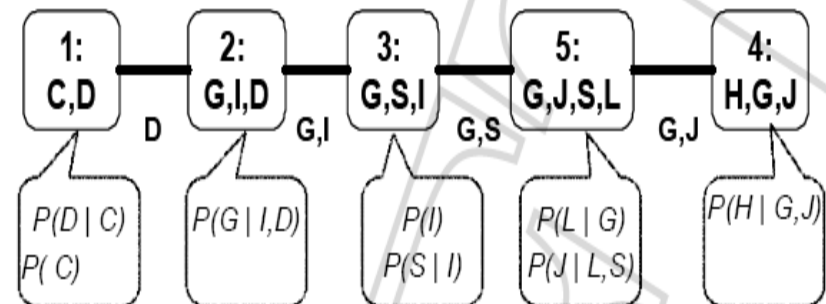 1:
C,D
2:
G,I,D
3:
G,S,I
5:
G,J,S,L
4:
H,G,J
D
G,I
G,S
G,J
P(D | C)
P( C)
P(G | I,D)
P(I)
P(S | I)
P(L | G)
P(J | L,S)
P(H | G,J)